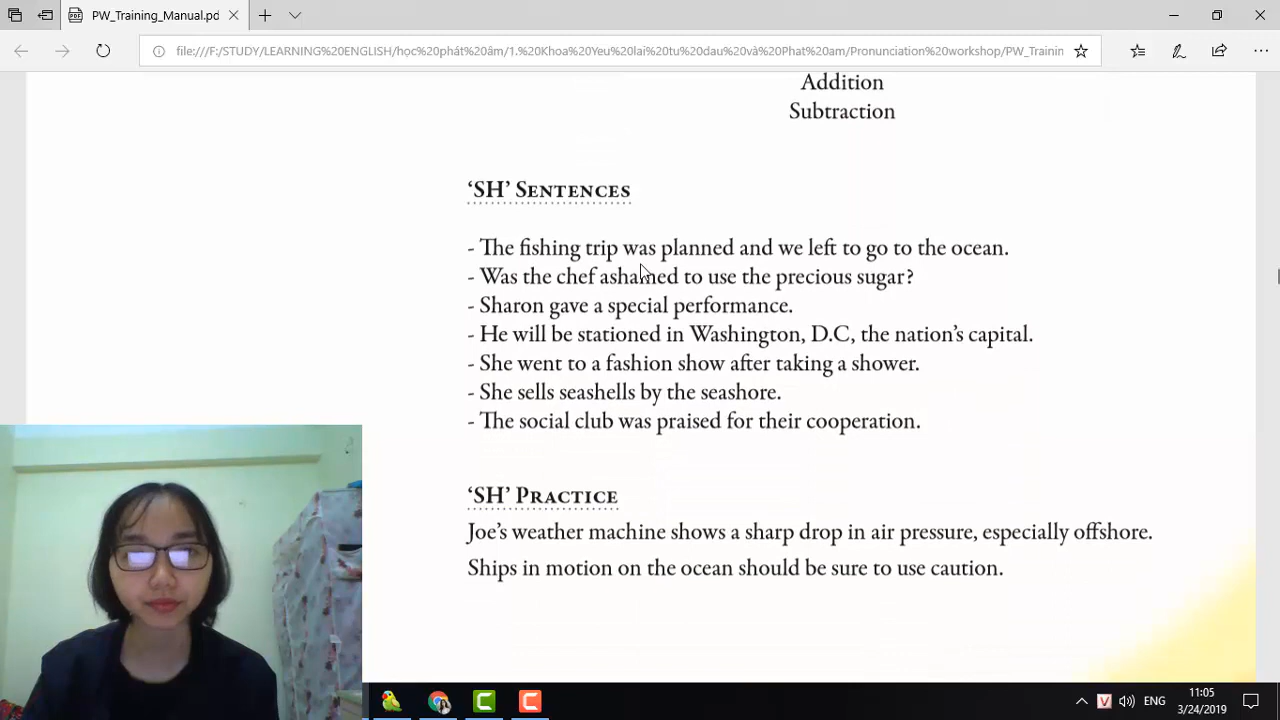 PW_Training_Manual.pd
file:///F:/STUDY/LEARNING%20ENGLISH/học%20phát%20âm/1.%20Khoa%20Yeu%20lai%20tu%20dau%20và%20Phat%20am/Pronunciation%20workshop/PW_Trainin
Addition
Subtraction
‘SH’ Sentences
- The fishing trip was planned and we left to go to the ocean.
- Was the chef ashamed to use the precious sugar?
- Sharon gave a special performance.
- He will be stationed in Washington, D.C, the nation’s capital.
- She went to a fashion show after taking a shower.
- She sells seashells by the seashore.
- The social club was praised for their cooperation.
‘SH’ Practice
Joe’s weather machine shows a sharp drop in air pressure, especially offshore.
Ships in motion on the ocean should be sure to use caution.
V ENG
11:05
3/24/2019